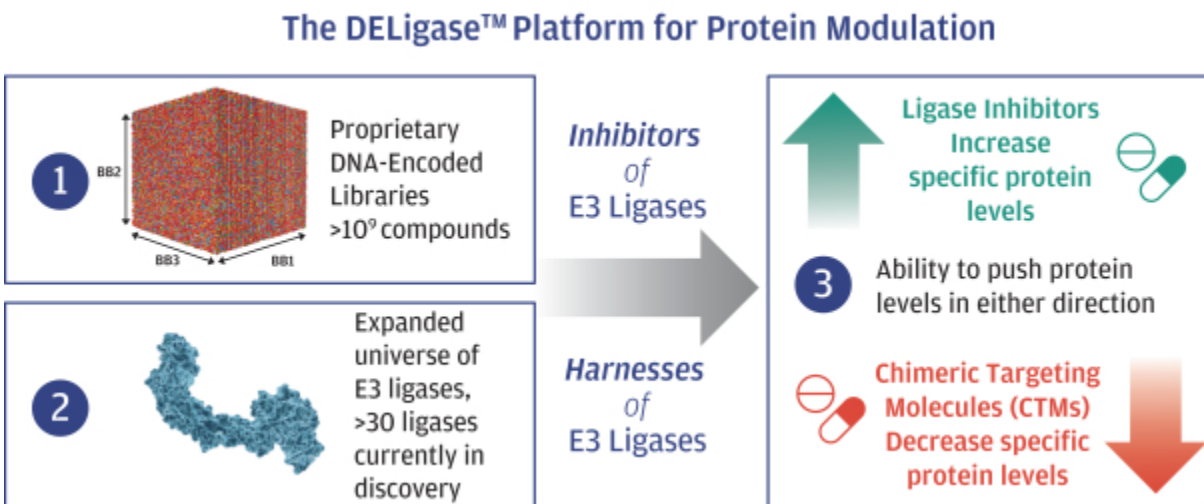 The DELigase™ Platform for Protein Modulation
1
BB2
BB3
BB1
Proprietary
DNA-Encoded
Libraries
>10⁹ compounds
2
Expanded
universe of
E3 ligases,
>30 ligases
currently in
discovery
Inhibitors
of
E3 Ligases
Harnesses
of
E3 Ligases
Ligase Inhibitors
Increase
specific protein
levels
3
Ability to push protein
levels in either direction
Chimeric Targeting
Molecules (CTMs)
Decrease specific
protein levels